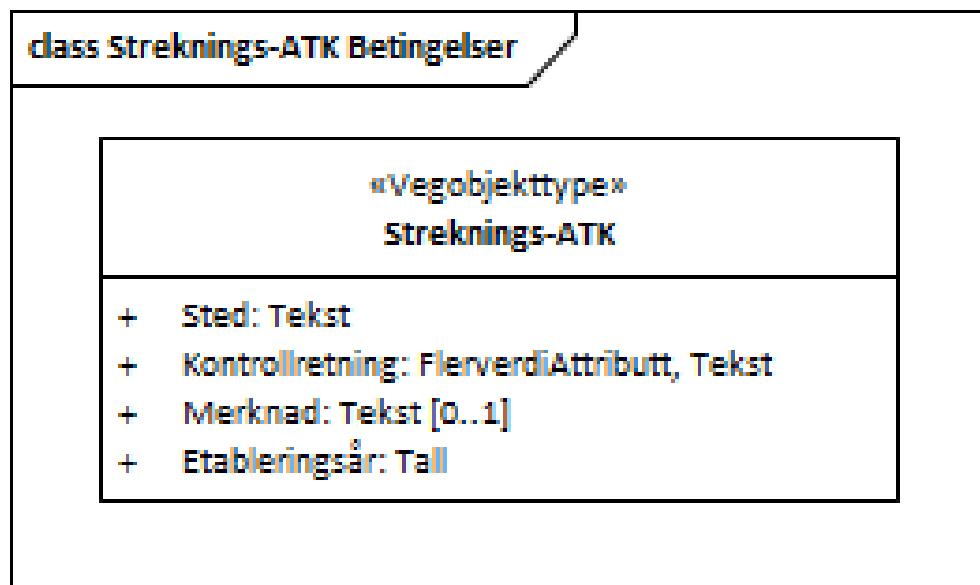 class Streknings-ATK Betingelser
«Vegobjekttype»
Streknings-ATK
+ Sted: Tekst
+ Kontrollretning: FlerverdiAttributt, Tekst
+ Merknad: Tekst [0..1]
+ Etableringsår: Tall